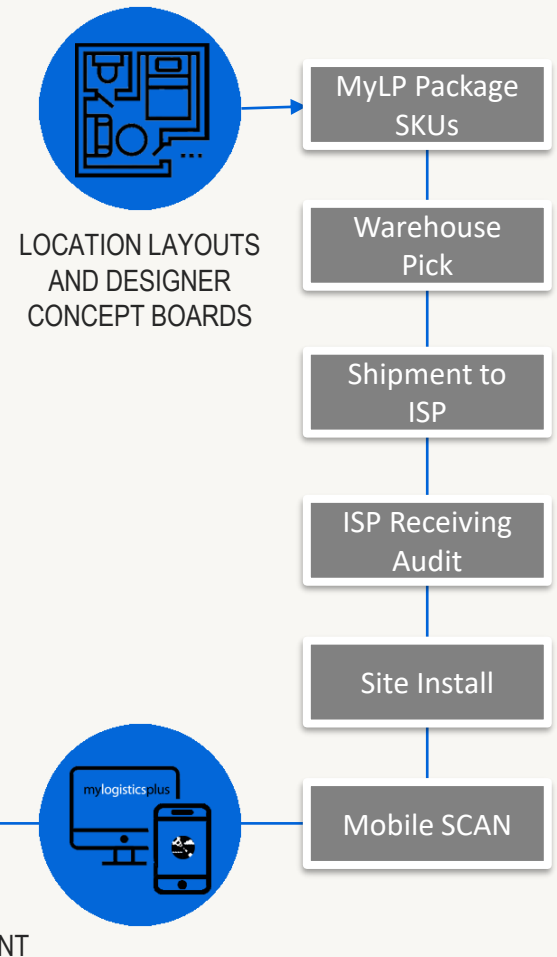 MyLP Package
SKUs
LOCATION LAYOUTS
AND DESIGNER
CONCEPT BOARDS
Warehouse
Pick
Shipment to
ISP
ISP Receiving
Audit
Site Install
mylogisticsplus
Mobile SCAN